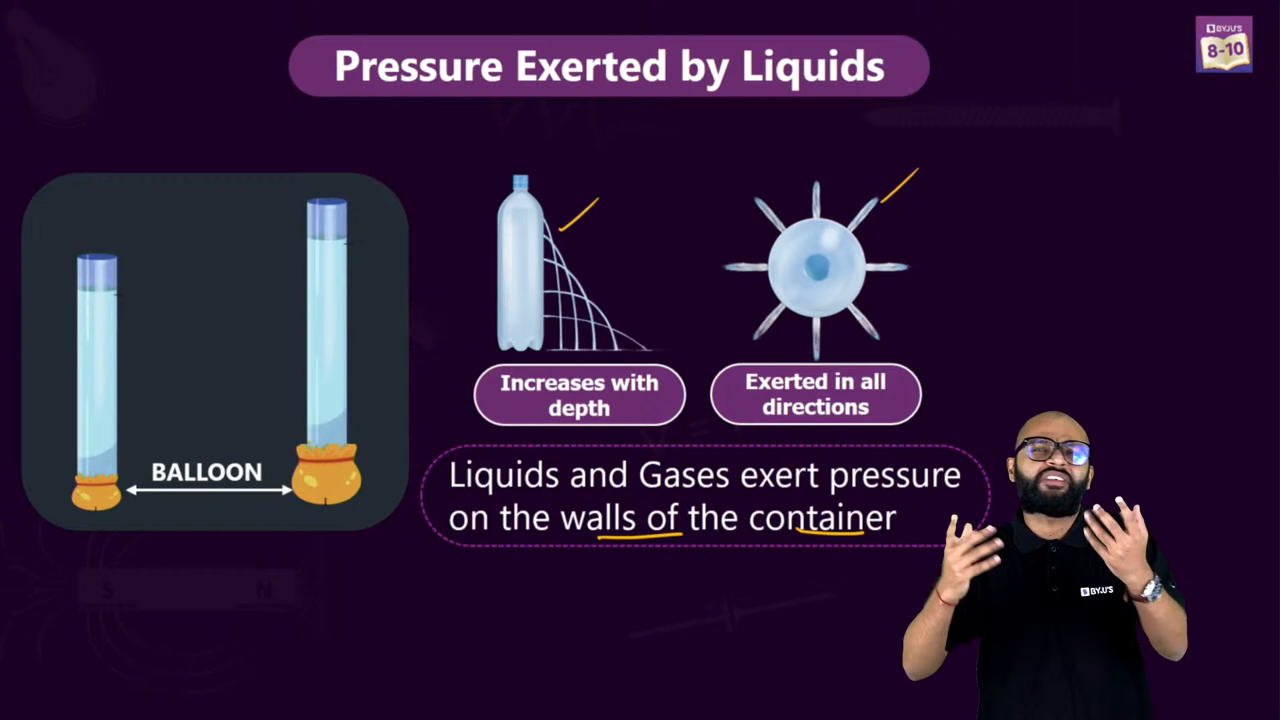 Pressure Exerted by Liquids
BYJU'S
8-10
BALLOON
Increases with
depth
Exerted in all
directions
Liquids and Gases exert pressure
on the walls of the container
S N
BYJU'S